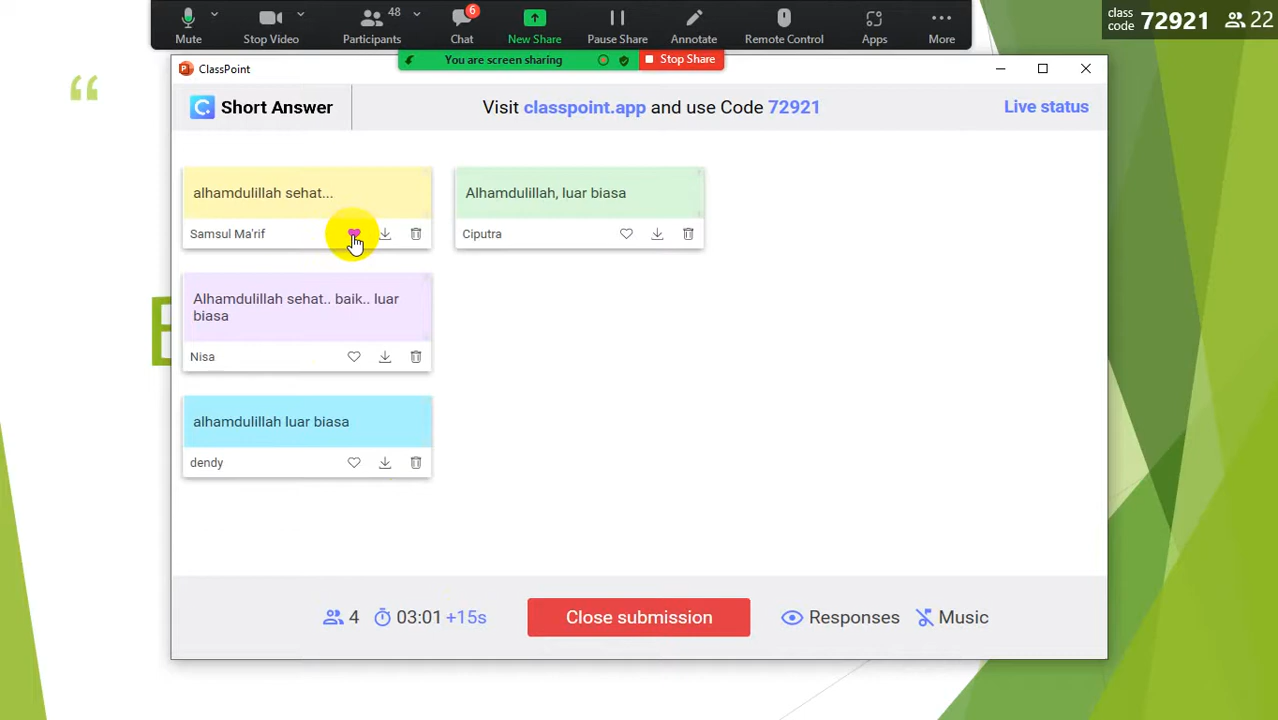 48
6
Mute
Stop Video
Participants
Chat
New Share
Pause Share
Annotate
Remote Control
Apps
More
class code 72921 22
You are screen sharing
Stop Share
“
ClassPoint
Short Answer
Visit classpoint.app and use Code 72921
Live status
alhamdulillah sehat...
Samsul Ma'rif
Alhamdulillah, luar biasa
Ciputra
Alhamdulillah sehat.. baik.. luar
biasa
Nisa
alhamdulillah luar biasa
dendy
4
03:01 +15s
Close submission
Responses
Music